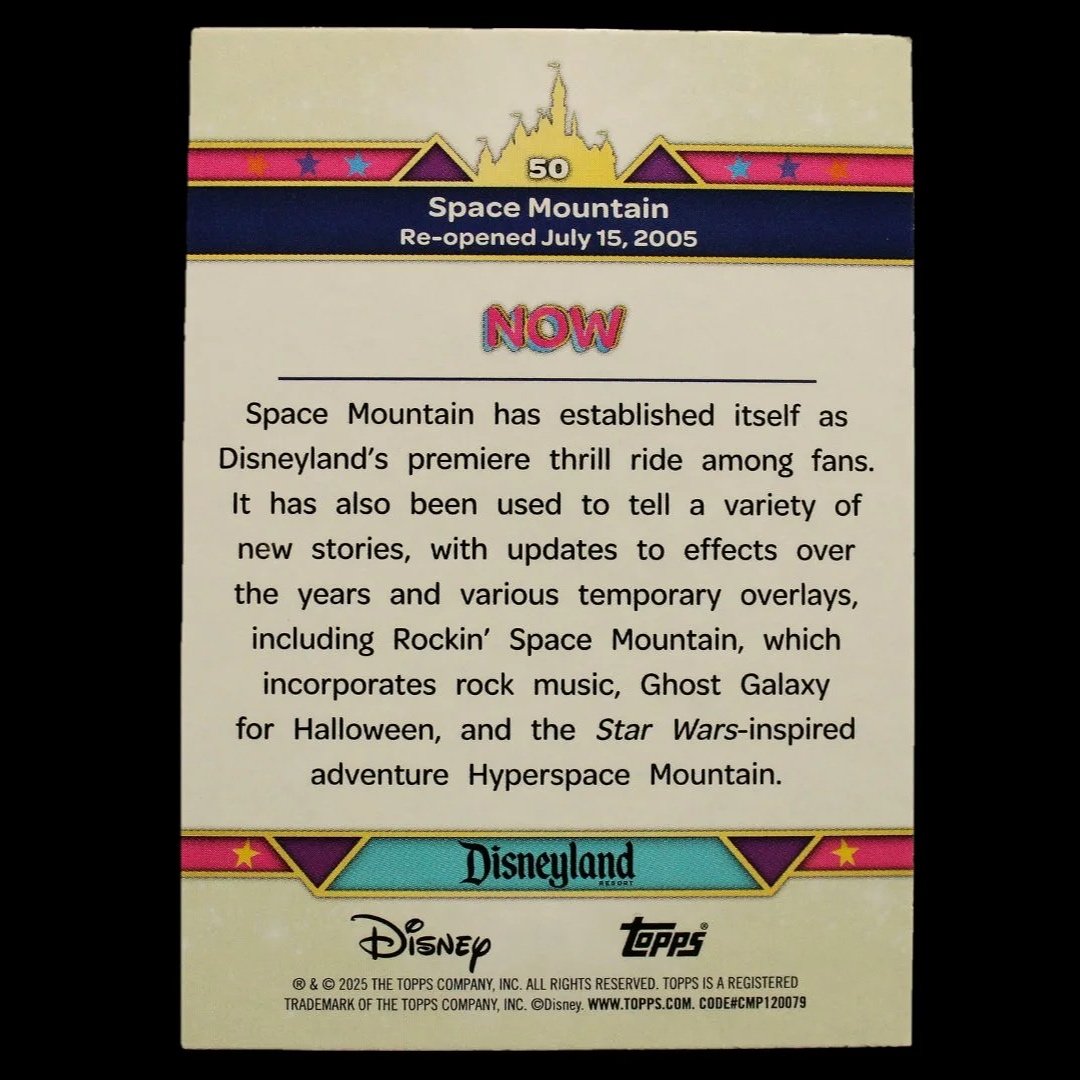 50
Space Mountain
Re-opened July 15, 2005
NOW
Space Mountain has established itself as
Disneyland's premiere thrill ride among fans.
It has also been used to tell a variety of
new stories, with updates to effects over
the years and various temporary overlays,
including Rockin' Space Mountain, which
incorporates rock music, Ghost Galaxy
for Halloween, and the Star Wars-inspired
adventure Hyperspace Mountain.
Disneyland
RESORT
Disney
topps®
® & © 2025 THE TOPPS COMPANY, INC. ALL RIGHTS RESERVED. TOPPS IS A REGISTERED
TRADEMARK OF THE TOPPS COMPANY, INC. ©Disney. WWW.TOPPS.COM. CODE#CMP120079